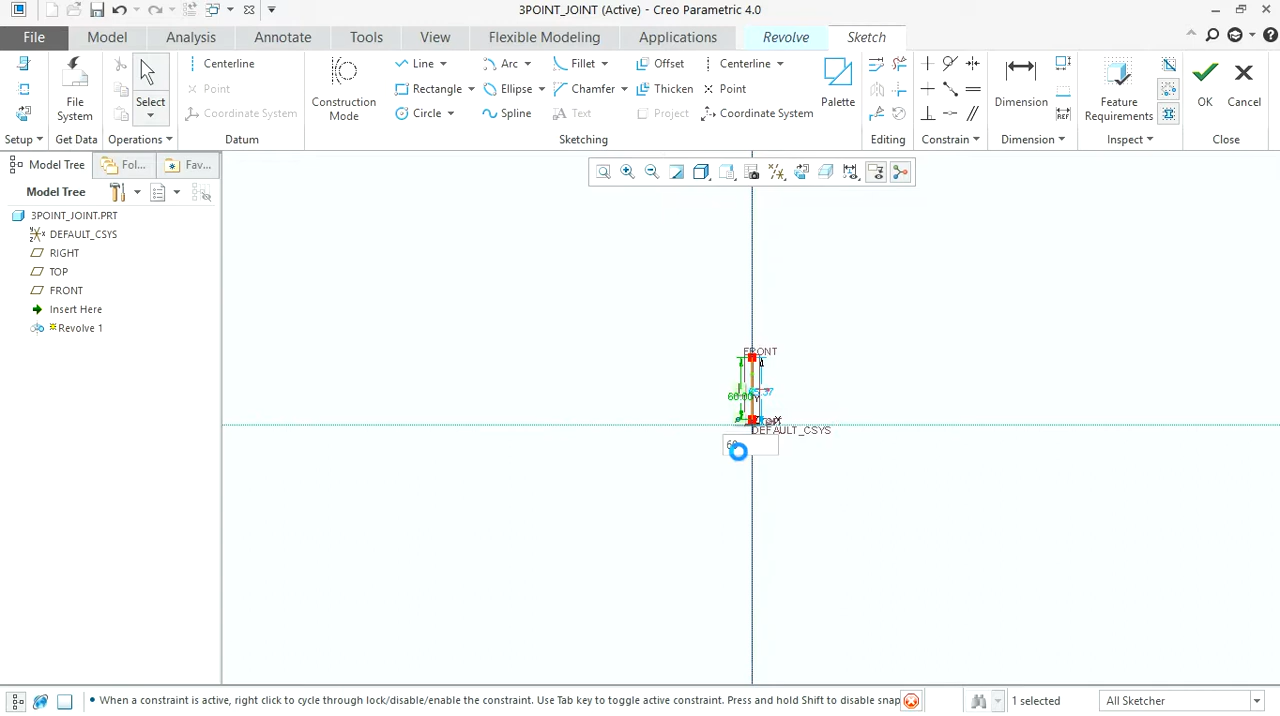 3POINT_JOINT (Active) - Creo Parametric 4.0
File Model Analysis Annotate Tools View Flexible Modeling Applications Revolve Sketch
Centerline
Point
Coordinate System
File System
Select
Construction Mode
Line Arc Fillet Offset Centerline
Rectangle Ellipse Chamfer Thicken Point
Circle Spline Text Project Coordinate System
Palette
Dimension
Feature Requirements
OK Cancel
Setup Get Data Operations Datum Sketching Editing Constrain Dimension Inspect Close
Model Tree Fol... Fav...
Model Tree
3POINT_JOINT.PRT
DEFAULT_CSYS
RIGHT
TOP
FRONT
Insert Here
Revolve 1
FRONT
60.00
DEFAULT_CSYS
• When a constraint is active, right click to cycle through lock/disable/enable the constraint. Use Tab key to toggle active constraint. Press and hold Shift to disable snap
1 selected
All Sketcher